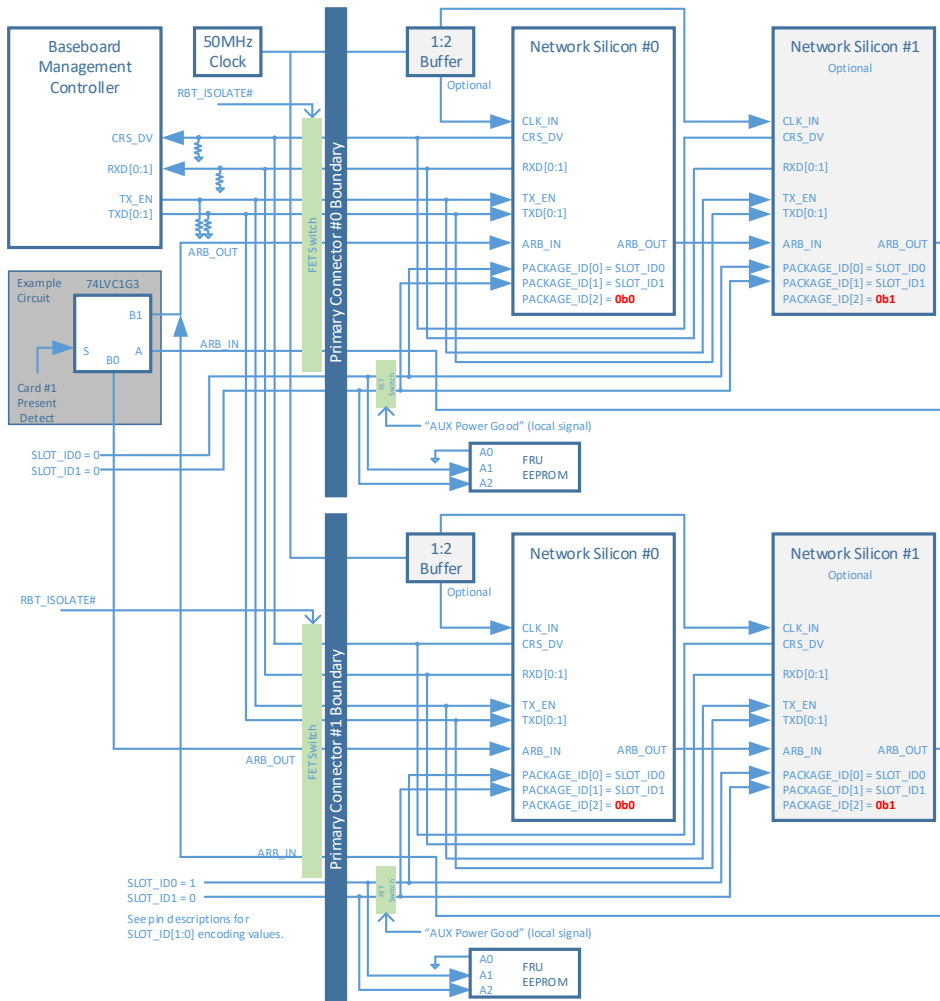 Baseboard
Management
Controller
CRS_DV
RXD[0:1]
TX_EN
TXD[0:1]
50MHz
Clock
RBT_ISOLATE#
FET Switch
Primary Connector #0 Boundary
1:2
Buffer
Optional
Network Silicon #0
CLK_IN
CRS_DV
RXD[0:1]
TX_EN
TXD[0:1]
ARB_IN
ARB_OUT
PACKAGE_ID[0] = SLOT_ID0
PACKAGE_ID[1] = SLOT_ID1
PACKAGE_ID[2] = 0b0
Network Silicon #1
Optional
CLK_IN
CRS_DV
RXD[0:1]
TX_EN
TXD[0:1]
ARB_IN
ARB_OUT
PACKAGE_ID[0] = SLOT_ID0
PACKAGE_ID[1] = SLOT_ID1
PACKAGE_ID[2] = 0b1
ARB_OUT
Example
Circuit
74LVC1G3
B1
S
A
B0
Card #1
Present
Detect
ARB_IN
FET
Switch
"AUX Power Good" (local signal)
SLOT_ID0 = 0
SLOT_ID1 = 0
A0
A1
A2
FRU
EEPROM
RBT_ISOLATE#
FET Switch
Primary Connector #1 Boundary
1:2
Buffer
Optional
Network Silicon #0
CLK_IN
CRS_DV
RXD[0:1]
TX_EN
TXD[0:1]
ARB_IN
ARB_OUT
PACKAGE_ID[0] = SLOT_ID0
PACKAGE_ID[1] = SLOT_ID1
PACKAGE_ID[2] = 0b0
Network Silicon #1
Optional
CLK_IN
CRS_DV
RXD[0:1]
TX_EN
TXD[0:1]
ARB_IN
ARB_OUT
PACKAGE_ID[0] = SLOT_ID0
PACKAGE_ID[1] = SLOT_ID1
PACKAGE_ID[2] = 0b1
ARB_OUT
ARB_IN
SLOT_ID0 = 1
SLOT_ID1 = 0
See pin descriptions for
SLOT_ID[1:0] encoding values.
FET
Switch
"AUX Power Good" (local signal)
A0
A1
A2
FRU
EEPROM